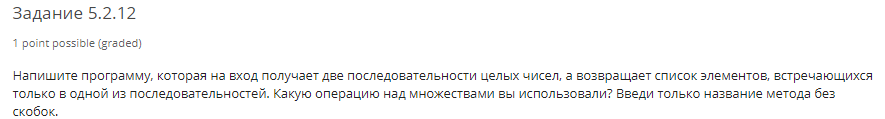 Задание 5.2.12
1 point possible (graded)
Напишите программу, которая на вход получает две последовательности целых чисел, а возвращает список элементов, встречающихся
только в одной из последовательностей. Какую операцию над множествами вы использовали? Введи только название метода без
скобок.